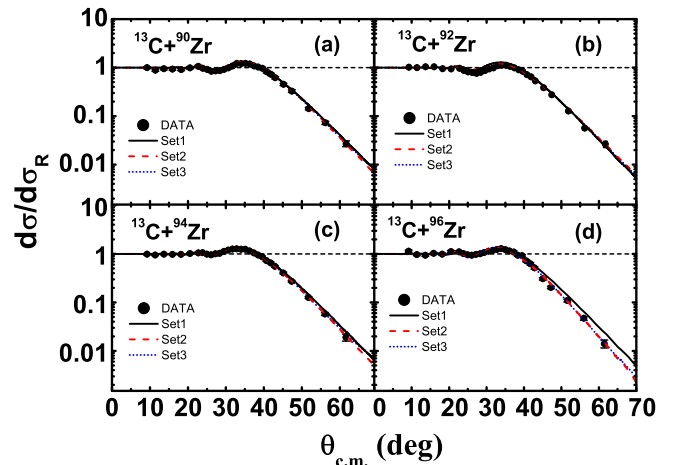 10
1
0.1
0.01
¹³C+⁹⁰Zr
(a)
DATA
Set1
Set2
Set3
¹³C+⁹²Zr
(b)
DATA
Set1
Set2
Set3
dσ/dσR
10
1
0.1
0.01
¹³C+⁹⁴Zr
(c)
DATA
Set1
Set2
Set3
¹³C+⁹⁶Zr
(d)
DATA
Set1
Set2
Set3
0 10 20 30 40 50 60 0 10 20 30 40 50 60 70
θc.m. (deg)